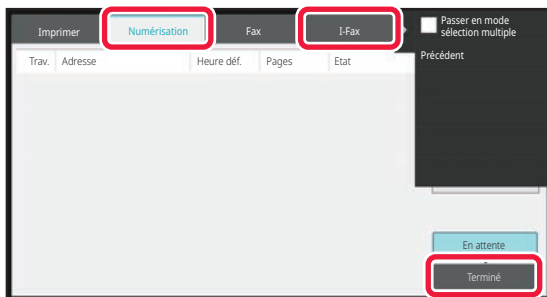 Imprimer Numérisation Fax I-Fax
Passer en mode
sélection multiple
Trav. Adresse Heure déf. Pages Etat
Précédent
En attente
Terminé